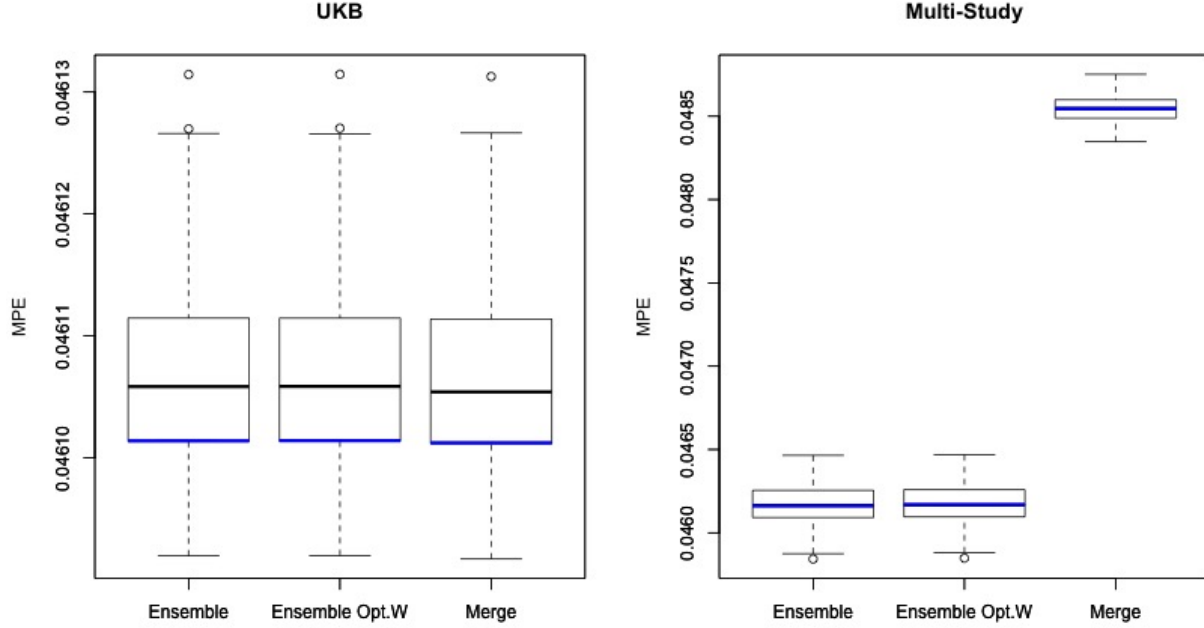 UKB
MPE
0.04613
0.04612
0.04611
0.04610
Ensemble
Ensemble Opt.W
Merge
Multi-Study
MPE
0.0485
0.0480
0.0475
0.0470
0.0465
0.0460
Ensemble
Ensemble Opt.W
Merge